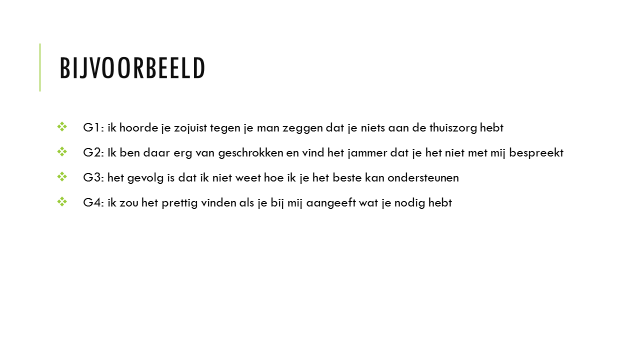 BIJVOORBEELD
G1: ik hoorde je zojuist tegen je man zeggen dat je niets aan de thuiszorg hebt
G2: Ik ben daar erg van geschrokken en vind het jammer dat je het niet met mij bespreekt
G3: het gevolg is dat ik niet weet hoe ik je het beste kan ondersteunen
G4: ik zou het prettig vinden als je bij mij aangeeft wat je nodig hebt